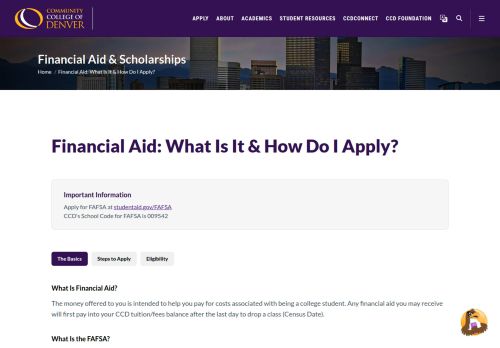 COMMUNITY
COLLEGE OF
DENVER
APPLY ABOUT ACADEMICS STUDENT RESOURCES CCDCONNECT CCD FOUNDATION
Financial Aid & Scholarships
Home / Financial Aid: What Is It & How Do I Apply?
Financial Aid: What Is It & How Do I Apply?
Important Information
Apply for FAFSA at studentaid.gov/FAFSA
CCD's School Code for FAFSA is 009542
The Basics Steps to Apply Eligibility
What Is Financial Aid?
The money offered to you is intended to help you pay for costs associated with being a college student. Any financial aid you may receive
will first pay into your CCD tuition/fees balance after the last day to drop a class (Census Date).
What Is the FAFSA?